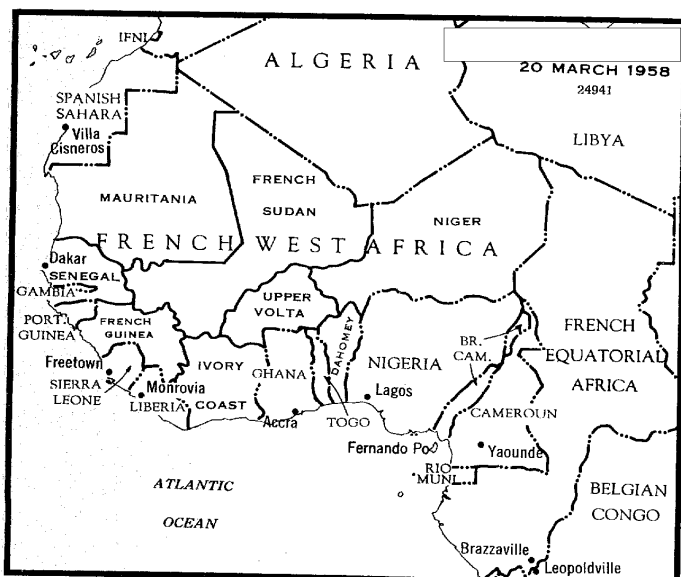 IFNI
ALGERIA
20 MARCH 1958
24941
SPANISH
SAHARA
Villa
Cisneros
LIBYA
MAURITANIA
FRENCH
SUDAN
NIGER
FRENCH WEST AFRICA
Dakar
SENEGAL
GAMBIA
UPPER
VOLTA
PORT.
GUINEA
FRENCH
GUINEA
DAHOMEY
BR.
CAM.
FRENCH
EQUATORIAL
AFRICA
Freetown
SIERRA
LEONE
IVORY
COAST
GHANA
NIGERIA
Monrovia
LIBERIA
Lagos
Accra
TOGO
CAMEROUN
Fernando Po
Yaounde
RIO
MUNI
ATLANTIC
OCEAN
BELGIAN
CONGO
Brazzaville
Leopoldville